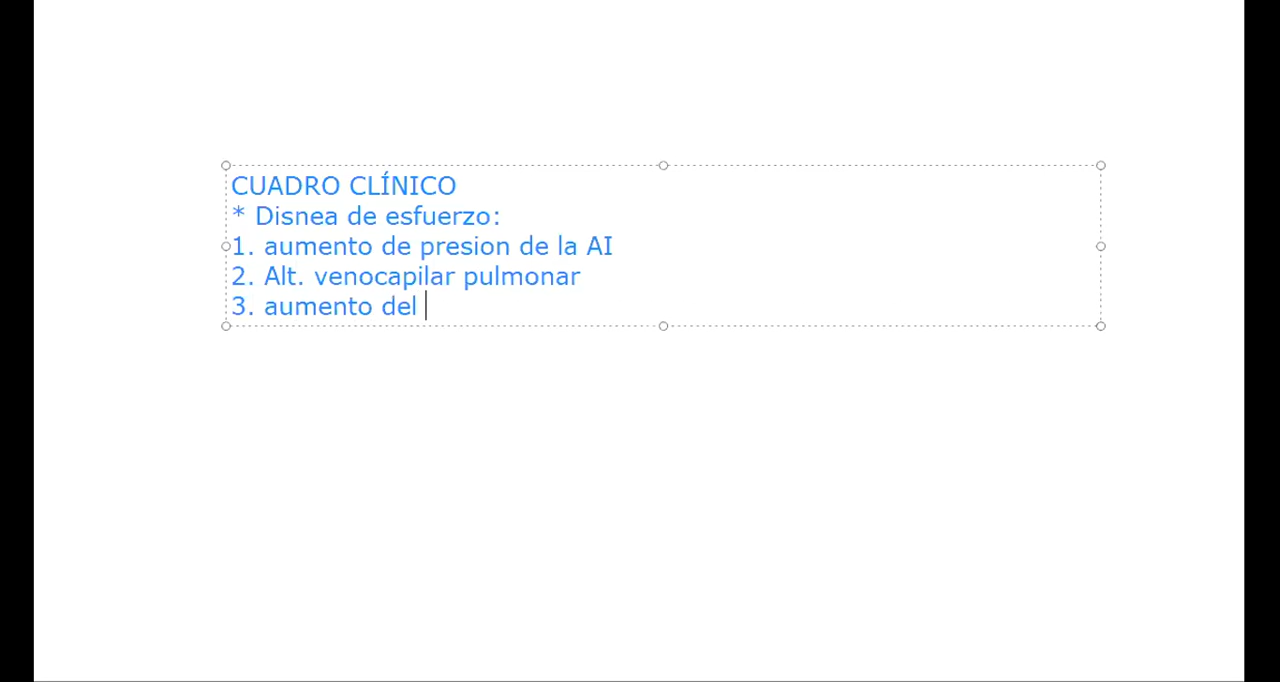 CUADRO CLÍNICO
* Disnea de esfuerzo:
1. aumento de presion de la AI
2. Alt. venocapilar pulmonar
3. aumento del